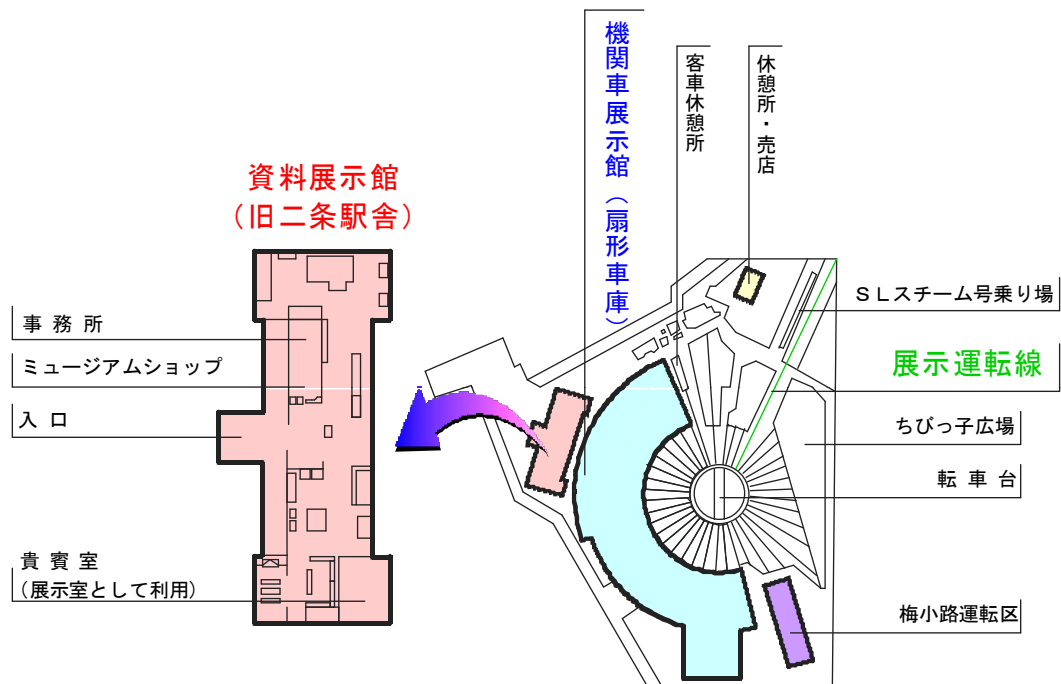 資料展示館
(旧二条駅舎)
事務所
ミュージアムショップ
入口
貴賓室
(展示室として利用)
機関車展示館(扇形車庫)
客車休憩所
休憩所・売店
SLスチーム号乗り場
展示運転線
ちびっ子広場
転車台
梅小路運転区